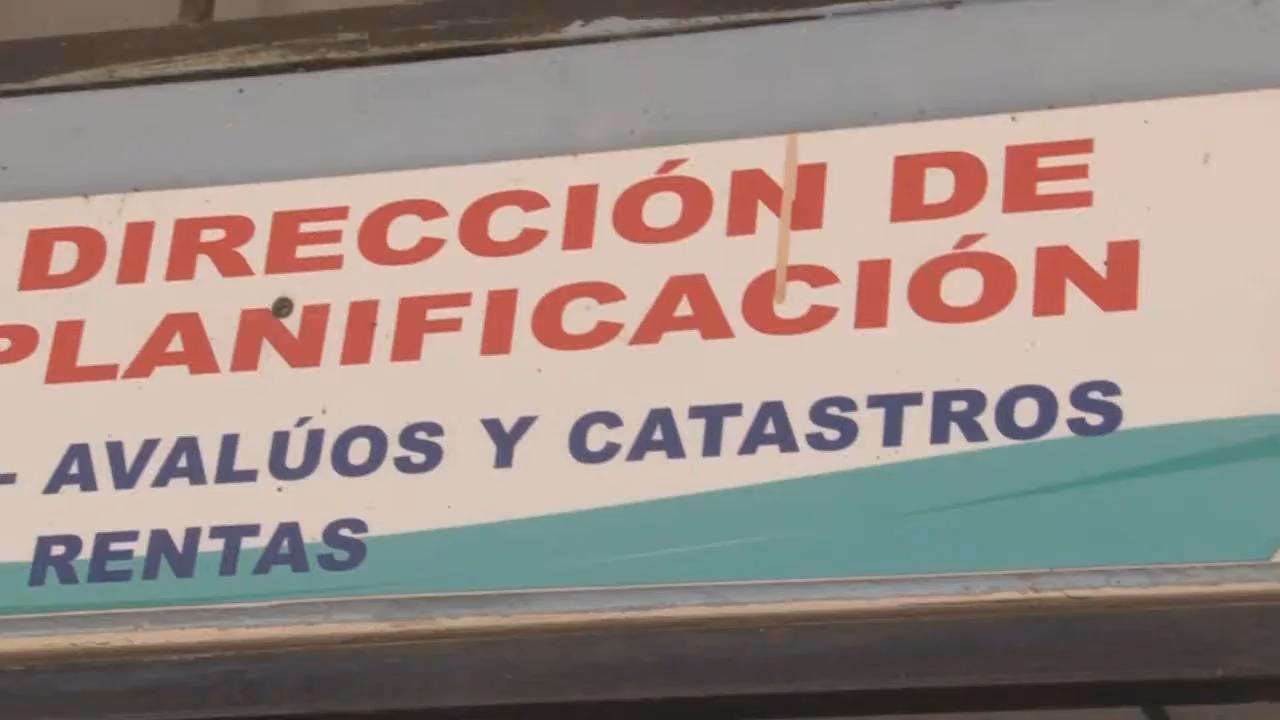 DIRECCIÓN DE
PLANIFICACIÓN
- AVALÚOS Y CATASTROS
RENTAS